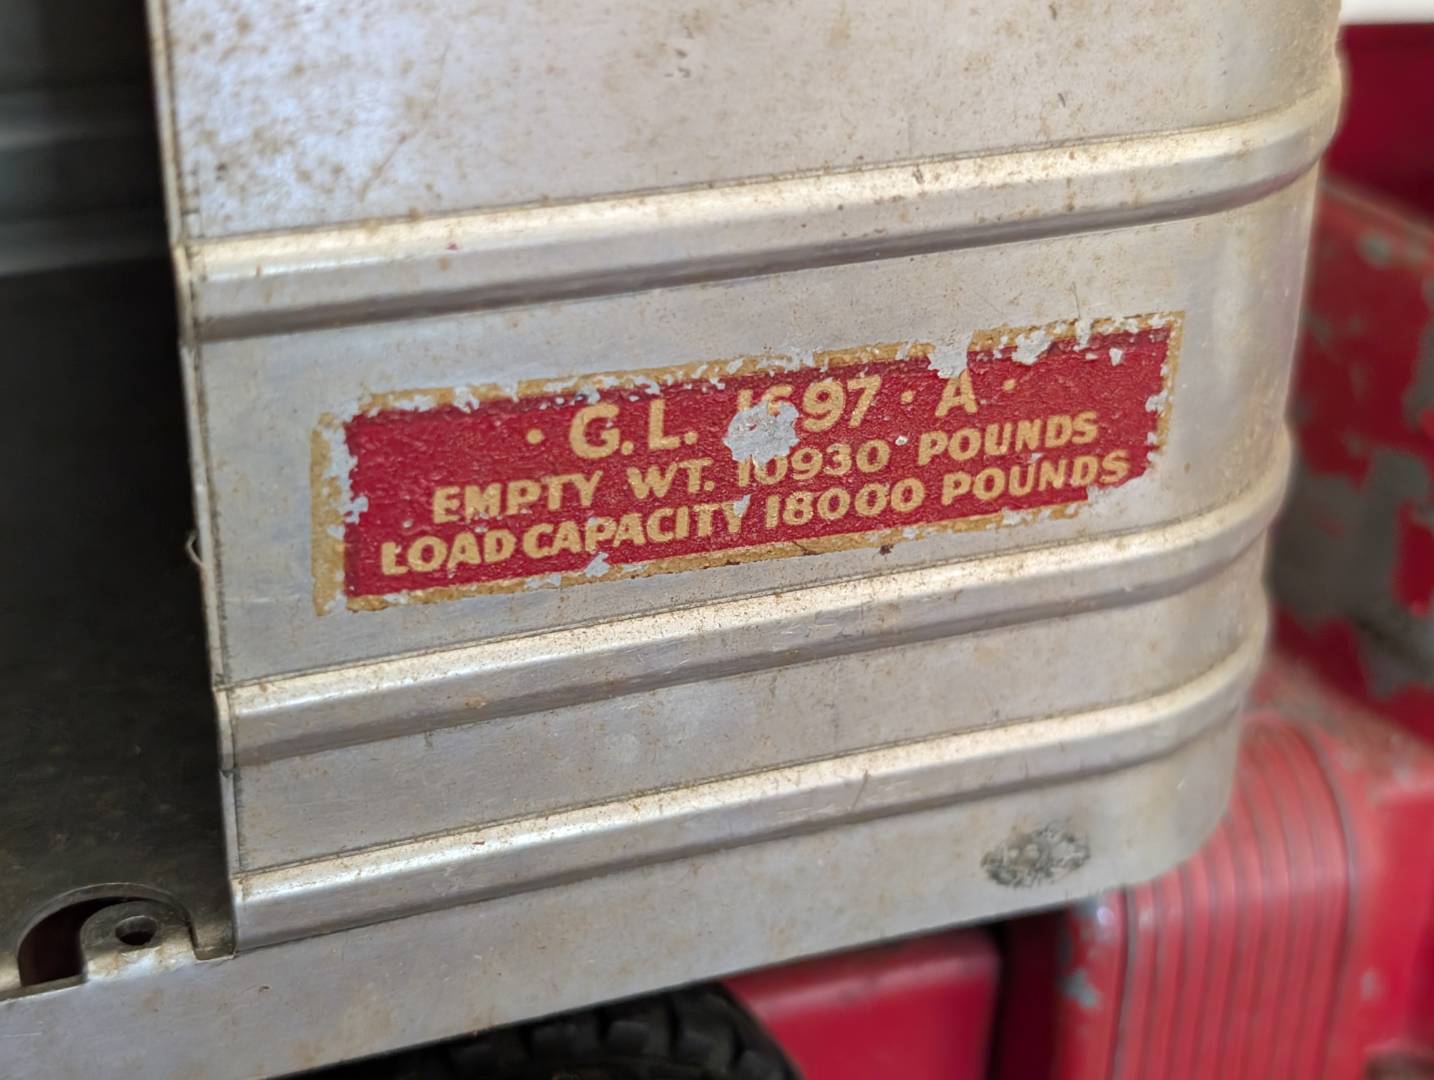 · G.L. 1697 · A ·
EMPTY WT. 10930 POUNDS
LOAD CAPACITY 18000 POUNDS